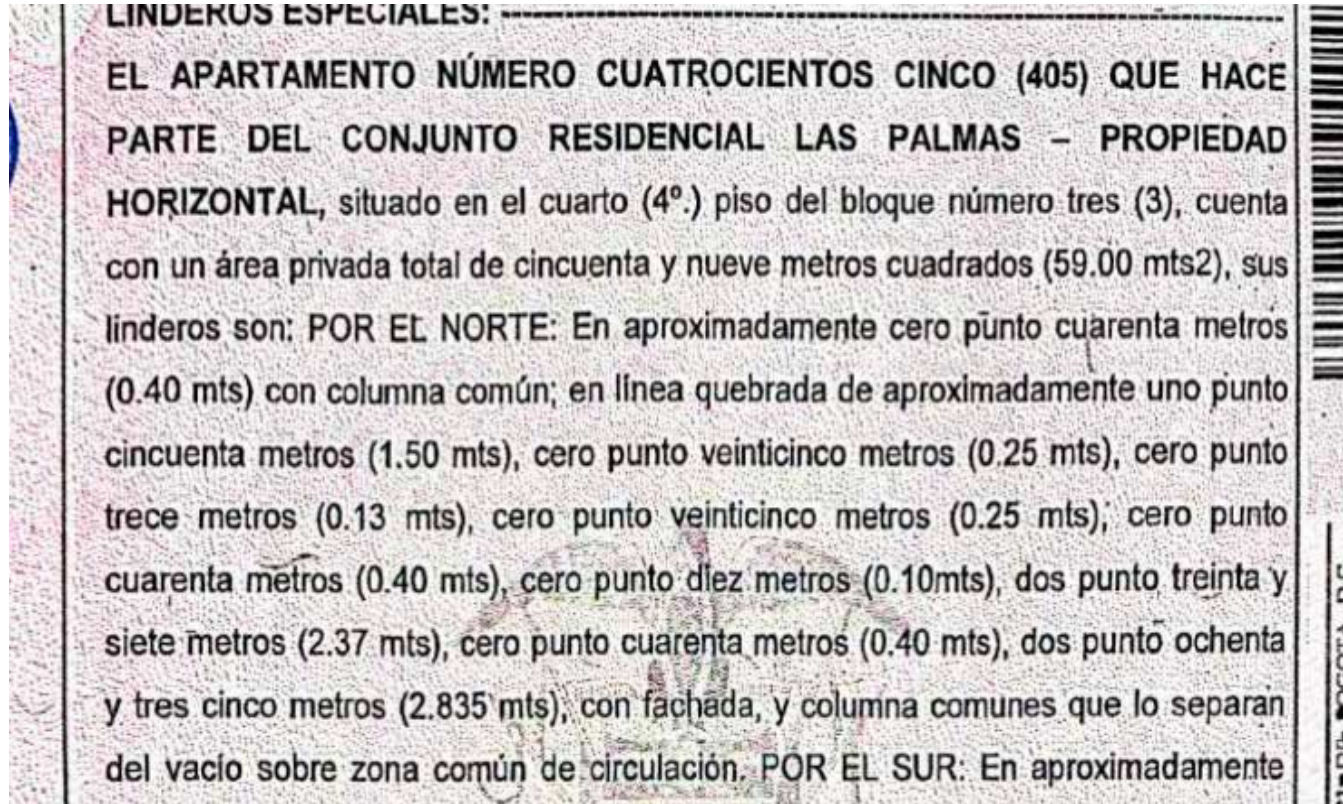 LINDEROS ESPECIALES: ---
EL APARTAMENTO NÚMERO CUATROCIENTOS CINCO (405) QUE HACE
PARTE DEL CONJUNTO RESIDENCIAL LAS PALMAS – PROPIEDAD
HORIZONTAL, situado en el cuarto (4º.) piso del bloque número tres (3), cuenta
con un área privada total de cincuenta y nueve metros cuadrados (59.00 mts2), sus
linderos son: POR EL NORTE: En aproximadamente cero punto cuarenta metros
(0.40 mts) con columna común; en línea quebrada de aproximadamente uno punto
cincuenta metros (1.50 mts), cero punto veinticinco metros (0.25 mts), cero punto
trece metros (0.13 mts), cero punto veinticinco metros (0.25 mts), cero punto
cuarenta metros (0.40 mts), cero punto diez metros (0.10mts), dos punto treinta y
siete metros (2.37 mts), cero punto cuarenta metros (0.40 mts), dos punto ochenta
y tres cinco metros (2.835 mts), con fachada, y columna comunes que lo separan
del vacío sobre zona común de circulación. POR EL SUR: En aproximadamente